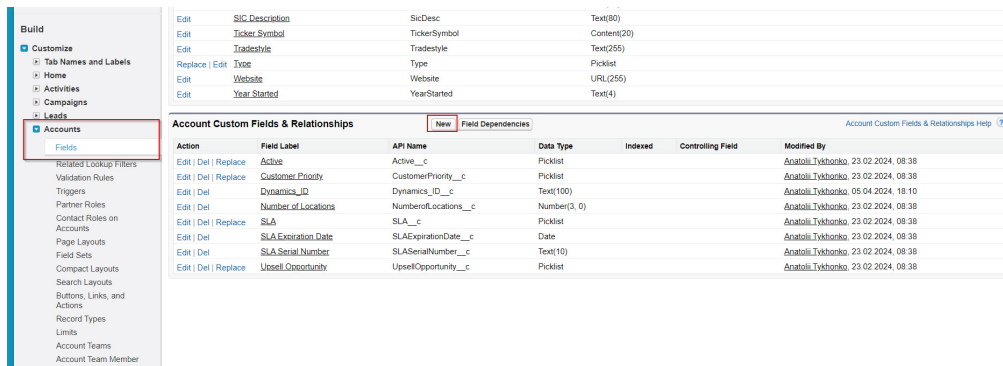 Edit SIC Description SicDesc Text(80)
Build
Edit Ticker Symbol TickerSymbol Content(20)
Customize
Edit Tradestyle Tradestyle Text(255)
Tab Names and Labels
Replace | Edit Type Type Picklist
Home
Edit Website Website URL(255)
Activities
Edit Year Started YearStarted Text(4)
Campaigns
Leads
Accounts
Fields
Related Lookup Filters
Validation Rules
Triggers
Partner Roles
Contact Roles on
Accounts
Page Layouts
Field Sets
Compact Layouts
Search Layouts
Buttons, Links, and
Actions
Record Types
Limits
Account Teams
Account Team Member
Account Custom Fields & Relationships New Field Dependencies Account Custom Fields & Relationships Help ?
Action Field Label API Name Data Type Indexed Controlling Field Modified By
Edit | Del | Replace Active Active__c Picklist Anatolii Tykhonko, 23.02.2024, 08:38
Edit | Del | Replace Customer Priority CustomerPriority__c Picklist Anatolii Tykhonko, 23.02.2024, 08:38
Edit | Del Dynamics_ID Dynamics_ID__c Text(100) Anatolii Tykhonko, 05.04.2024, 18:10
Edit | Del Number of Locations NumberofLocations__c Number(3, 0) Anatolii Tykhonko, 23.02.2024, 08:38
Edit | Del | Replace SLA SLA__c Picklist Anatolii Tykhonko, 23.02.2024, 08:38
Edit | Del SLA Expiration Date SLAExpirationDate__c Date Anatolii Tykhonko, 23.02.2024, 08:38
Edit | Del SLA Serial Number SLASerialNumber__c Text(10) Anatolii Tykhonko, 23.02.2024, 08:38
Edit | Del | Replace Upsell Opportunity UpsellOpportunity__c Picklist Anatolii Tykhonko, 23.02.2024, 08:38